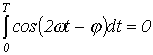 ∫₀ᵀ cos(2ωt - φ)dt = 0